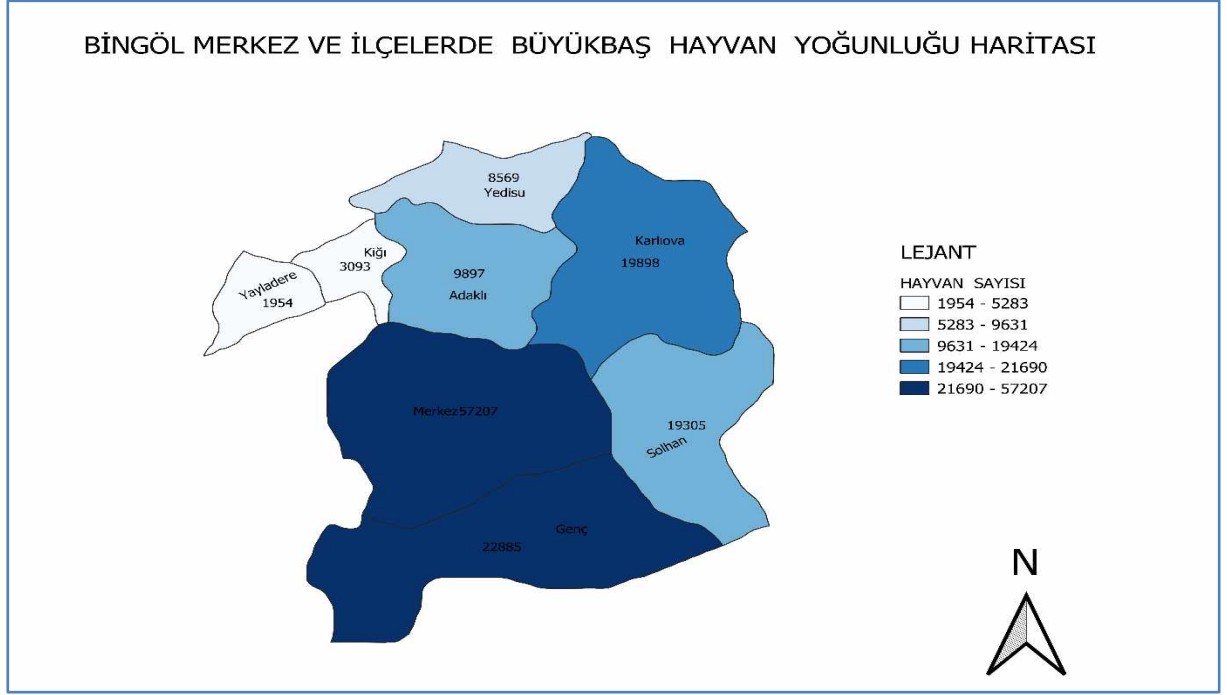 BİNGÖL MERKEZ VE İLÇELERDE BÜYÜKBAŞ HAYVAN YOĞUNLUĞU HARİTASI
8569
Yedisu
Karlıova
19898
Kiğı
3093
9897
Adaklı
Yayladere
1954
LEJANT
HAYVAN SAYISI
1954 - 5283
5283 - 9631
9631 - 19424
19424 - 21690
21690 - 57207
Merkez57207
19305
Solhan
Genç
22885
N